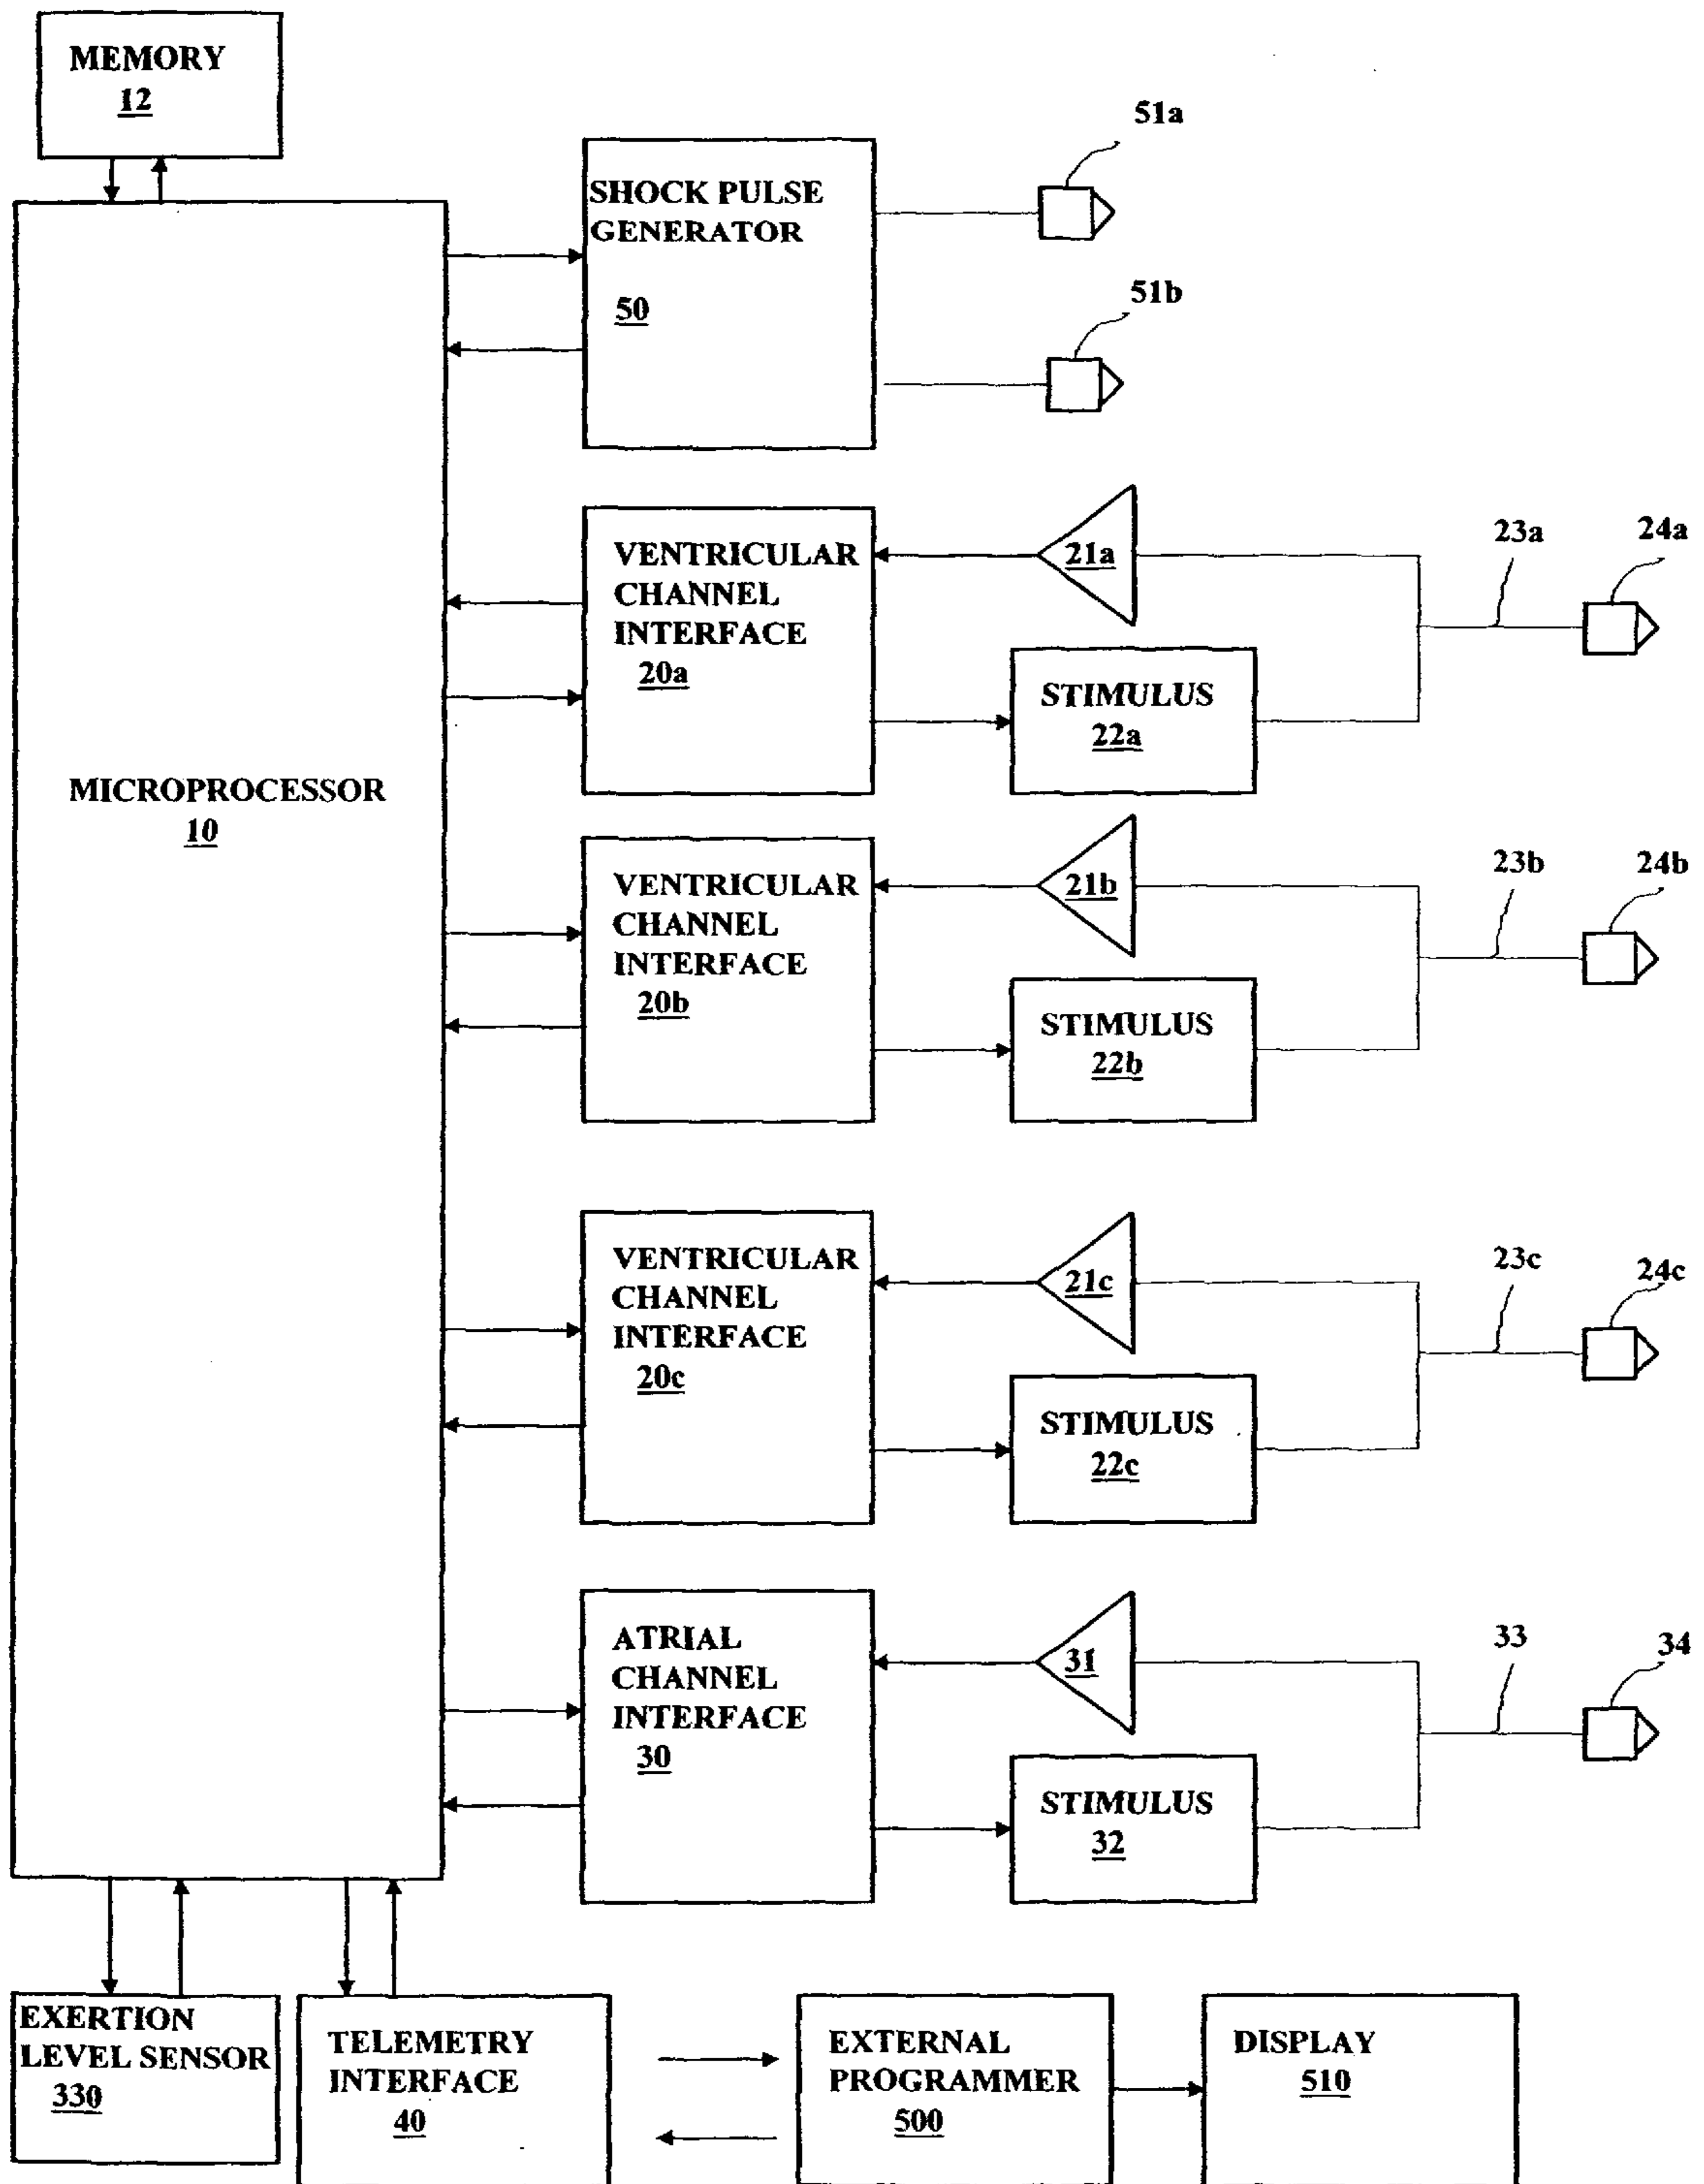 MEMORY
12
51a
SHOCK PULSE
GENERATOR
50
51b
VENTRICULAR
CHANNEL
INTERFACE
20a
21a
23a
24a
STIMULUS
22a
MICROPROCESSOR
10
VENTRICULAR
CHANNEL
INTERFACE
20b
21b
23b
24b
STIMULUS
22b
VENTRICULAR
CHANNEL
INTERFACE
20c
21c
23c
24c
STIMULUS
22c
ATRIAL
CHANNEL
INTERFACE
30
31
33
34
STIMULUS
32
EXERTION
LEVEL SENSOR
330
TELEMETRY
INTERFACE
40
EXTERNAL
PROGRAMMER
500
DISPLAY
510